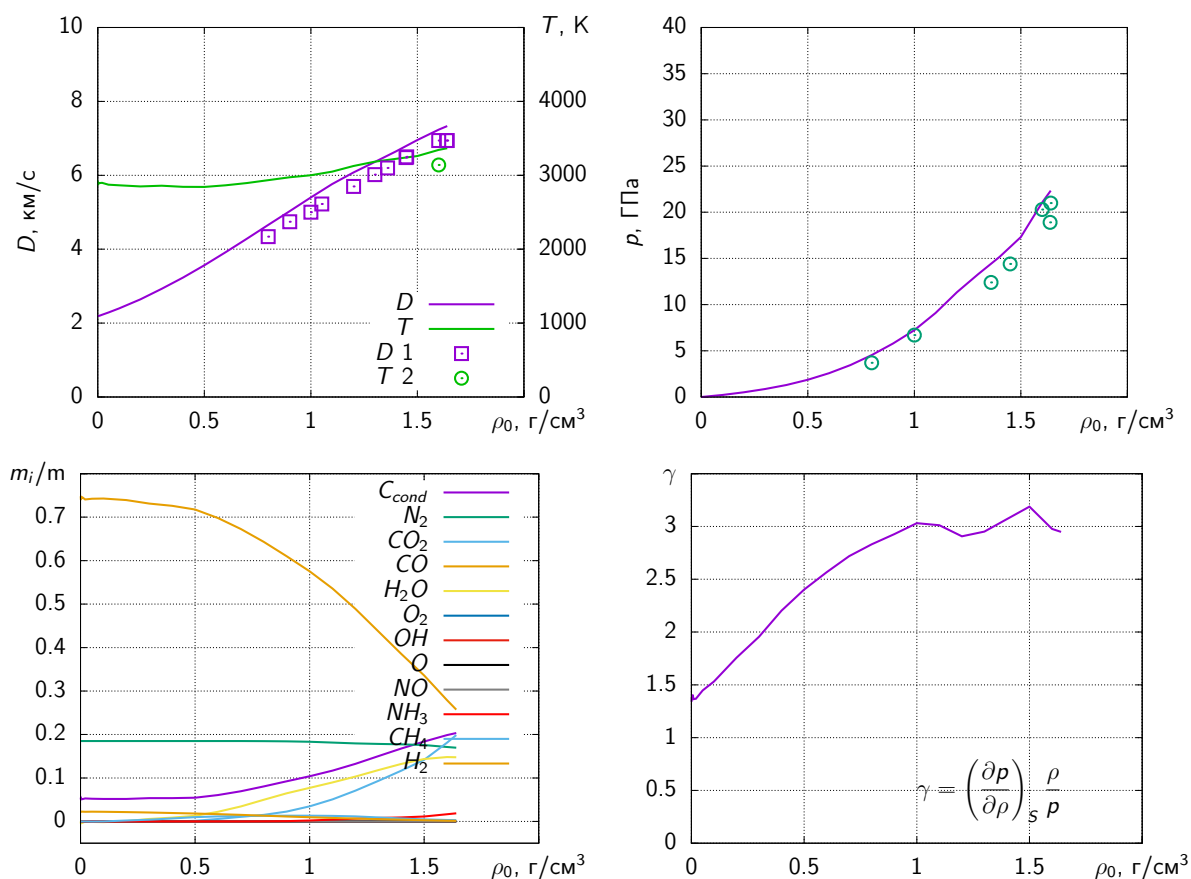 10
8
6
4
2
0
D, км/с
T, K
4000
3000
2000
1000
0
D
T
D 1
T 2
0
0.5
1
1.5
ρ₀, г/см³
40
35
30
25
20
15
10
5
0
p, ГПа
0
0.5
1
1.5
ρ₀, г/см³
mᵢ/m
0.7
0.6
0.5
0.4
0.3
0.2
0.1
0
C_cond
N₂
CO₂
CO
H₂O
O₂
OH
O
NO
NH₃
CH₄
H₂
0
0.5
1
1.5
ρ₀, г/см³
γ
3
2.5
2
1.5
1
0.5
0
γ = (∂p/∂ρ)_S ρ/p
0
0.5
1
1.5
ρ₀, г/см³